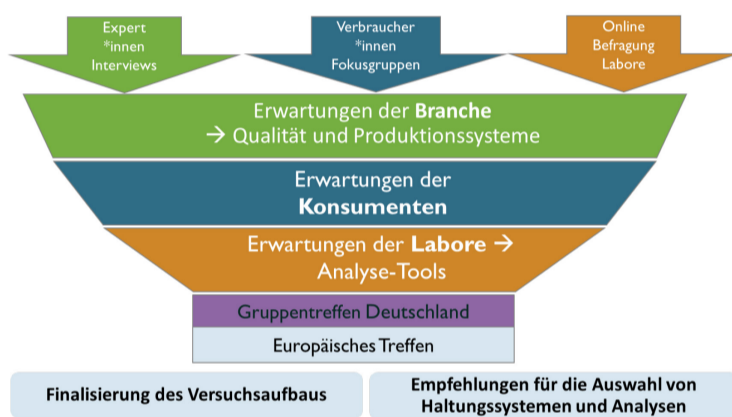 Expert
*innen
Interviews
Verbraucher
*innen
Fokusgruppen
Online
Befragung
Labore
Erwartungen der Branche
→ Qualität und Produktionssysteme
Erwartungen der
Konsumenten
Erwartungen der Labore →
Analyse-Tools
Gruppentreffen Deutschland
Europäisches Treffen
Finalisierung des Versuchsaufbaus
Empfehlungen für die Auswahl von
Haltungssystemen und Analysen